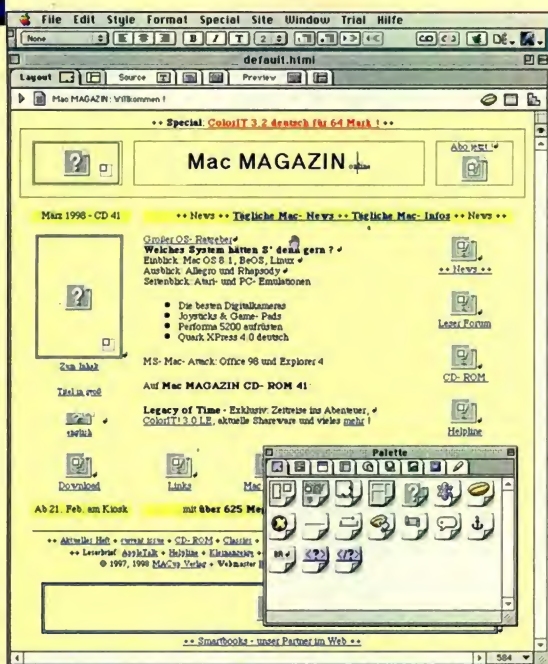 File Edit Style Format Special Site Window Trial Hilfe
None
default.html
Layout Source Preview
Mac MAGAZIN: Willkommen !
++ Special: ColorIT 3.2 deutsch für 64 Mark ! ++
Mac MAGAZIN online
Abo jetzt !
März 1998 - CD 41
++ News ++ Tägliche Mac- News ++ Tägliche Mac- Infos ++ News ++
Großer OS- Ratgeber
Welches System hätten S' denn gern ?
Einblick: Mac OS 8.1, BeOS, Linux
Ausblick: Allegro und Rhapsody
Seitenblick: Atari- und PC- Emulationen
Die besten Digitalkameras
Joysticks & Game- Pads
Performa 5200 aufrüsten
Quark XPress 4.0 deutsch
MS- Mac- Attack: Office 98 und Explorer 4
Auf Mac MAGAZIN CD- ROM 41
Legacy of Time - Exklusiv: Zeitreise ins Abenteuer,
ColorIT! 3.0 LE, aktuelle Shareware und vieles mehr !
Zum Inhalt
Titel in groß
täglich
++ News ++
Leser Forum
CD- ROM
Helpline
Download
Links
Mac
Ab 21. Feb. am Kiosk
mit über 625 Meg
Palette
BR
<?>
</?>
++ Aktuelles Heft + current issue + CD- ROM + Classics +
++ Leserbrief AppleTalk + Helpline + Kleinanzeige +
© 1997, 1998 MACup Verlag + Webmaster
++ Smartbooks - unser Partner im Web ++
584